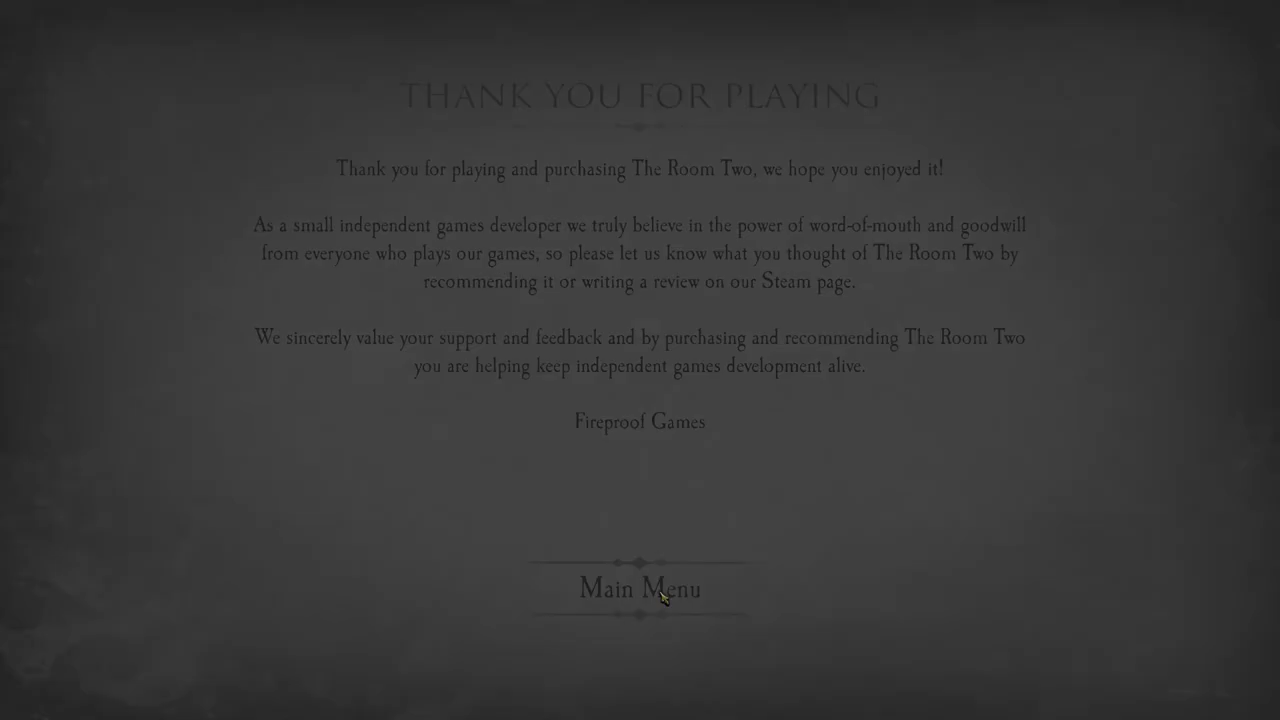 THANK YOU FOR PLAYING
Thank you for playing and purchasing The Room Two, we hope you enjoyed it!
As a small independent games developer we truly believe in the power of word-of-mouth and goodwill
from everyone who plays our games, so please let us know what you thought of The Room Two by
recommending it or writing a review on our Steam page.
We sincerely value your support and feedback and by purchasing and recommending The Room Two
you are helping keep independent games development alive.
Fireproof Games
Main Menu